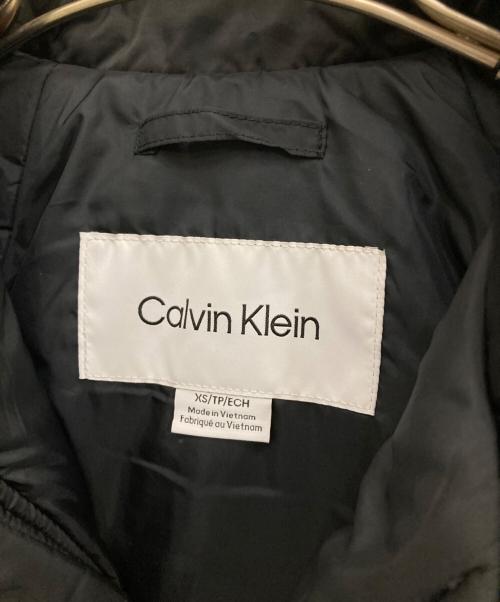 Calvin Klein
XS/TP/ECH
Made in Vietnam
Fabriqué au Vietnam